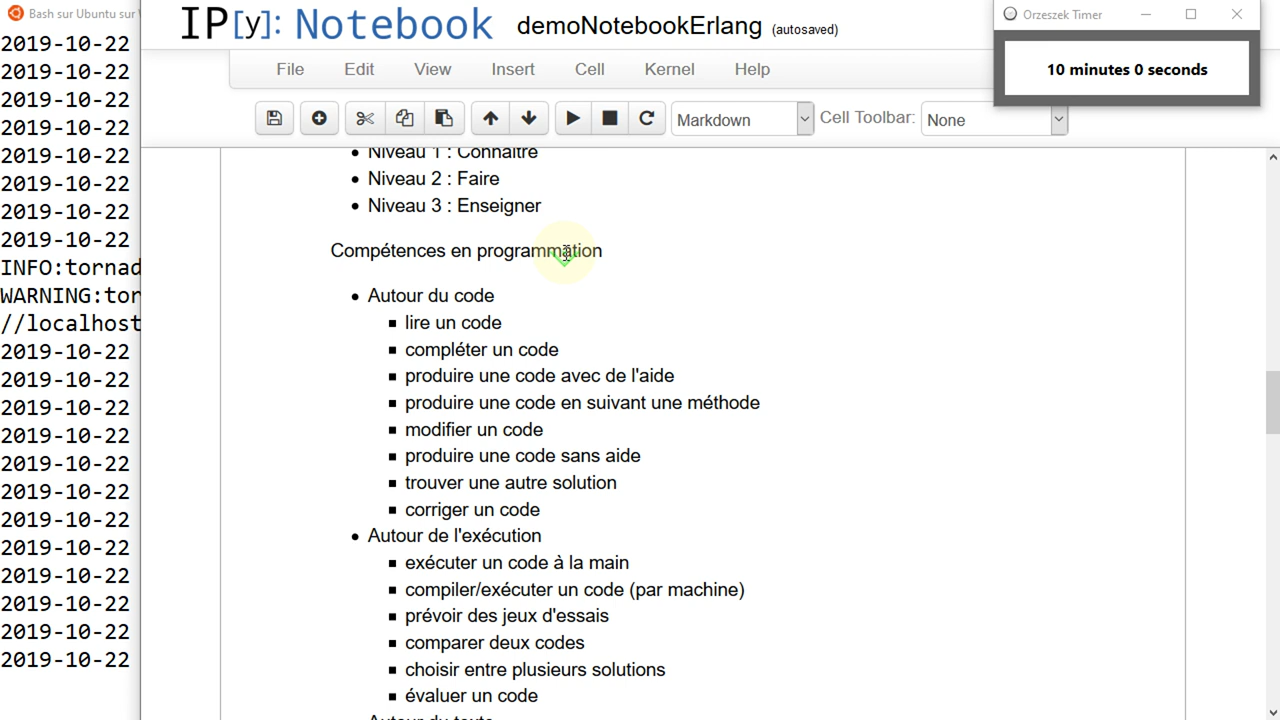 Bash sur Ubuntu sur
IP[y]: Notebook demoNotebookErlang (autosaved)
Orzeszek Timer
10 minutes 0 seconds
File Edit View Insert Cell Kernel Help
Markdown Cell Toolbar: None
2019-10-22
2019-10-22
2019-10-22
2019-10-22
2019-10-22
2019-10-22
2019-10-22
2019-10-22
INFO:tornad
WARNING:tor
//localhost
2019-10-22
2019-10-22
2019-10-22
2019-10-22
2019-10-22
2019-10-22
2019-10-22
2019-10-22
2019-10-22
2019-10-22
2019-10-22
2019-10-22
• Niveau 1 : Connaitre
• Niveau 2 : Faire
• Niveau 3 : Enseigner
Compétences en programmation
• Autour du code
▪ lire un code
▪ compléter un code
▪ produire une code avec de l'aide
▪ produire une code en suivant une méthode
▪ modifier un code
▪ produire une code sans aide
▪ trouver une autre solution
▪ corriger un code
• Autour de l'exécution
▪ exécuter un code à la main
▪ compiler/exécuter un code (par machine)
▪ prévoir des jeux d'essais
▪ comparer deux codes
▪ choisir entre plusieurs solutions
▪ évaluer un code
Autour du texte